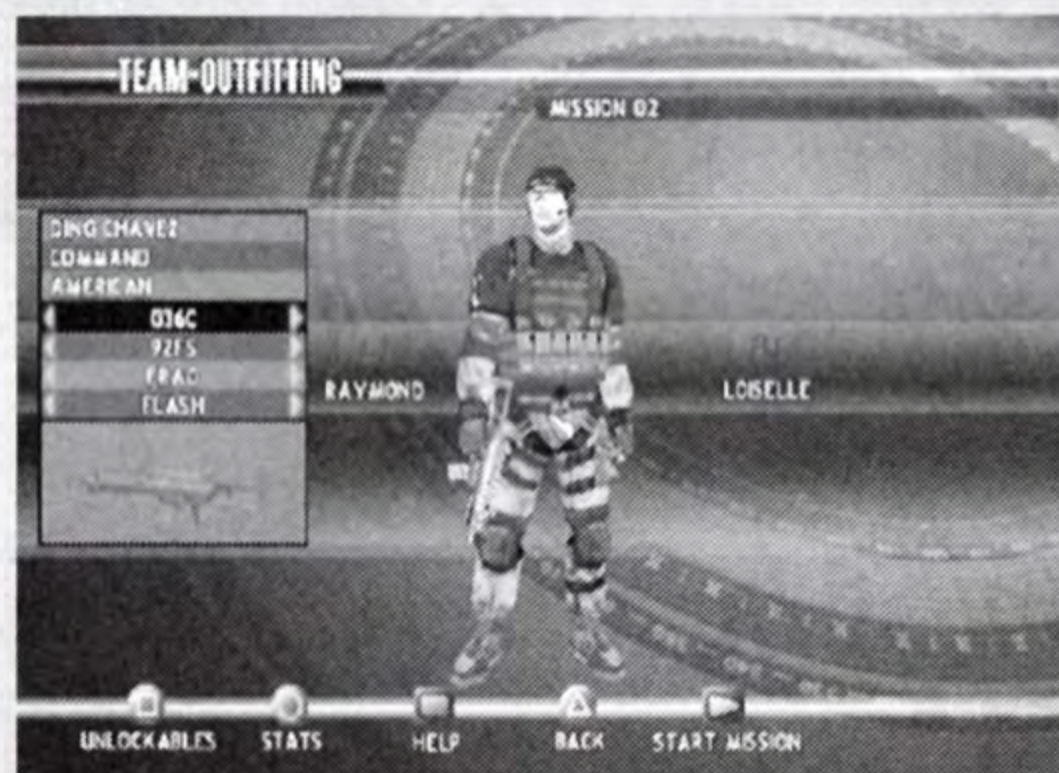 TEAM-OUTFITTING
MISSION 02
DING CHAVEZ
COMMAND
AMERICAN
G36C
92FS
FRAG
FLASH
RAYMOND
LOISELLE
UNLOCKABLES
STATS
HELP
BACK
START MISSION